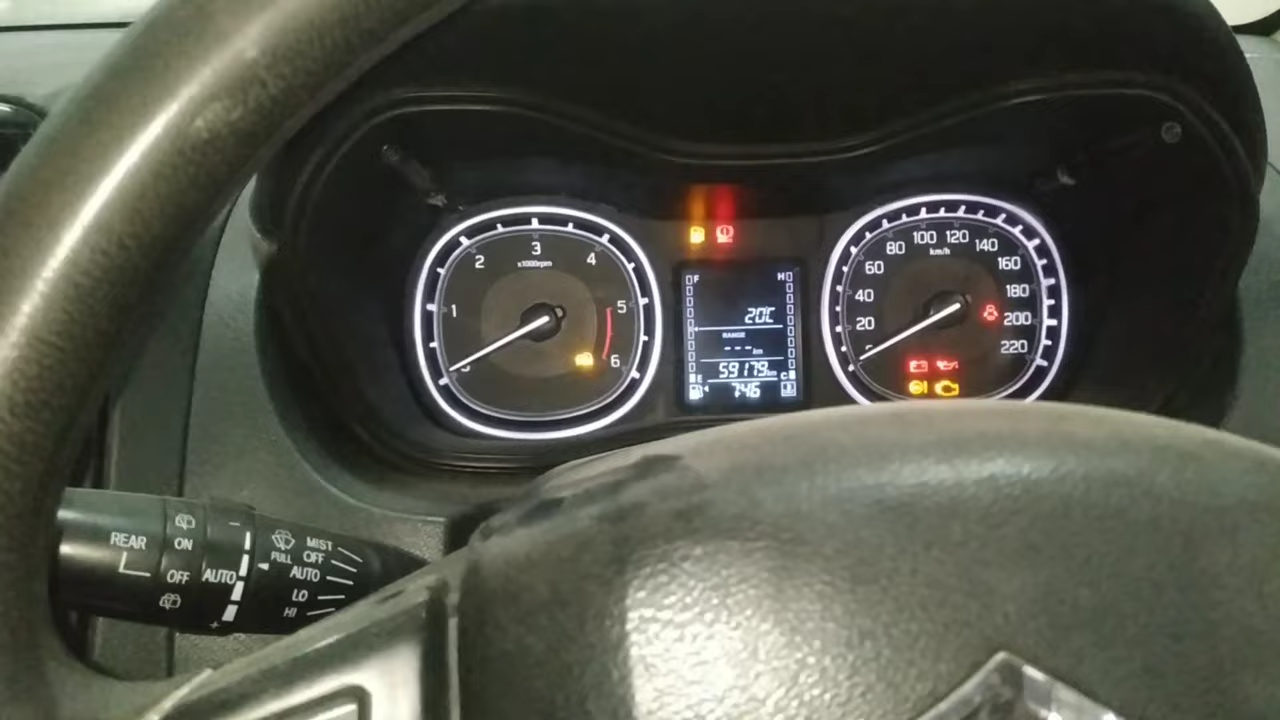 1 2 3 4 5 6
x1000rpm
F H
20C
RANGE
--- km
59179km
E C
7:46
20 40 60 80 100 120 140 160 180 200 220
km/h
REAR
ON
OFF
AUTO
- +
MIST
PULL OFF
AUTO
LO
HI